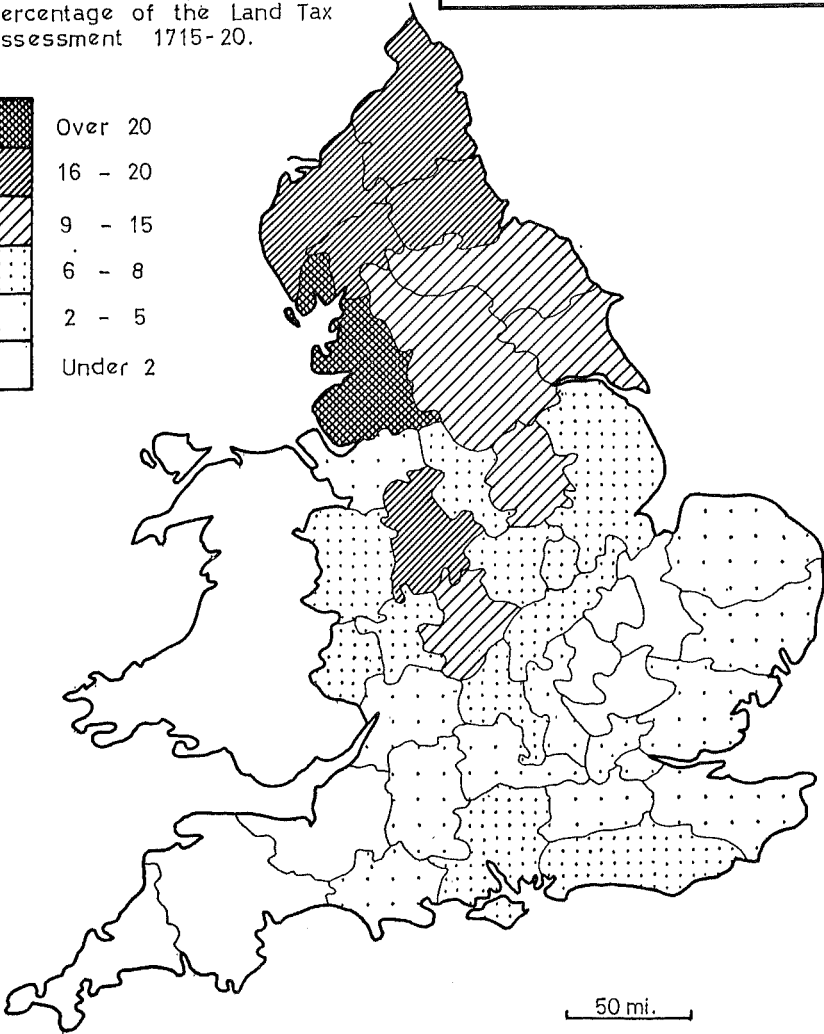 ercentage of the Land Tax
ssessment 1715-20.
Over 20
16 - 20
9 - 15
6 - 8
2 - 5
Under 2
50 mi.